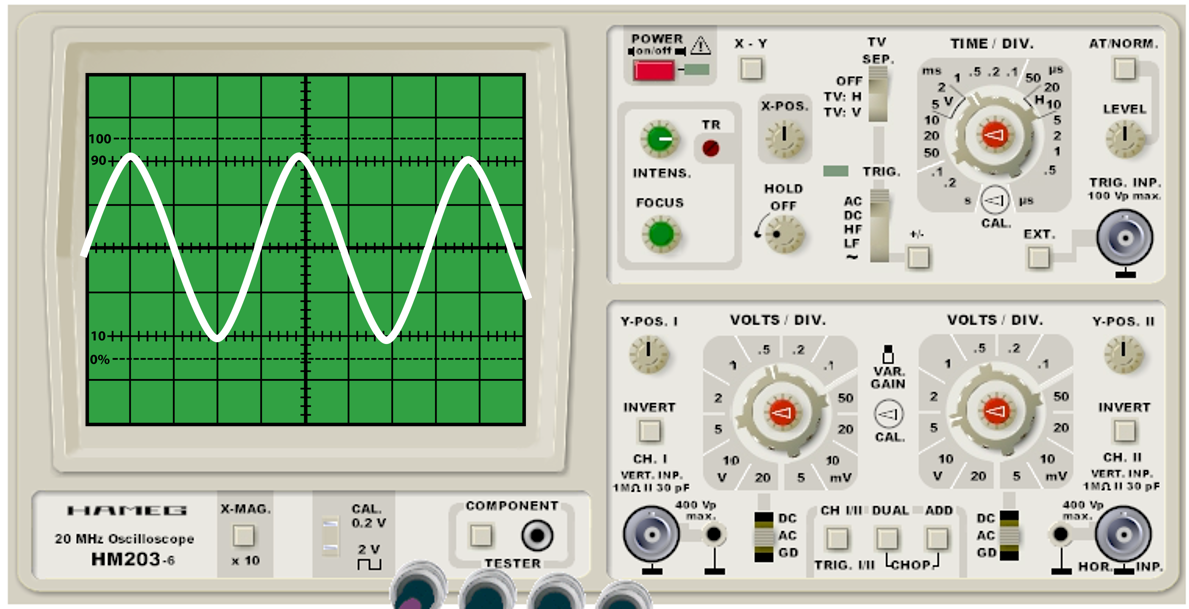 POWER
on/off
X - Y
TV
SEP.
OFF
TV: H
TV: V
TIME / DIV.
AT/NORM.
ms
1
.5
.2
.1
50
µs
2
V
H
20
5
10
10
5
20
2
50
1
.1
.5
.2
s
µs
CAL.
X-POS.
LEVEL
TR
INTENS.
TRIG.
TRIG. INP.
100 Vp max.
FOCUS
HOLD
OFF
AC
DC
HF
LF
~
+/-
EXT.
100
90
10
0%
Y-POS. I
VOLTS / DIV.
VOLTS / DIV.
Y-POS. II
.5
.2
1
.1
2
50
5
20
10
10
V
20
5
mV
VAR.
GAIN
CAL.
.5
.2
1
.1
2
50
5
20
10
10
V
20
5
mV
INVERT
CH. I
VERT. INP.
1MΩ II 30 pF
INVERT
CH. II
VERT. INP.
1MΩ II 30 pF
400 Vp
max.
DC
AC
GD
CH I/II
DUAL
ADD
TRIG. I/II
CHOP.
DC
AC
GD
400 Vp
max.
HOR. INP.
HAMEG
20 MHz Oscilloscope
HM203-6
X-MAG.
x 10
CAL.
0.2 V
2 V
COMPONENT
TESTER